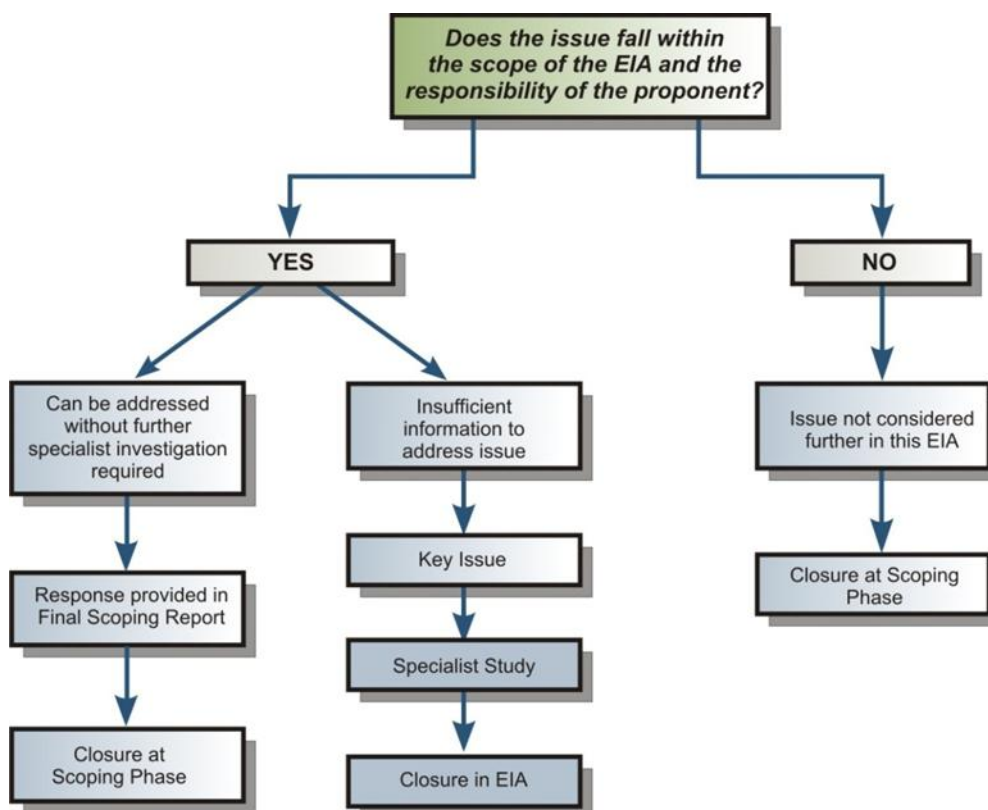 Does the issue fall within
the scope of the EIA and the
responsibility of the proponent?
YES
NO
Can be addressed
without further
specialist investigation
required
Insufficient
information to
address issue
Issue not considered
further in this EIA
Key Issue
Closure at Scoping
Phase
Response provided in
Final Scoping Report
Specialist Study
Closure at
Scoping Phase
Closure in EIA